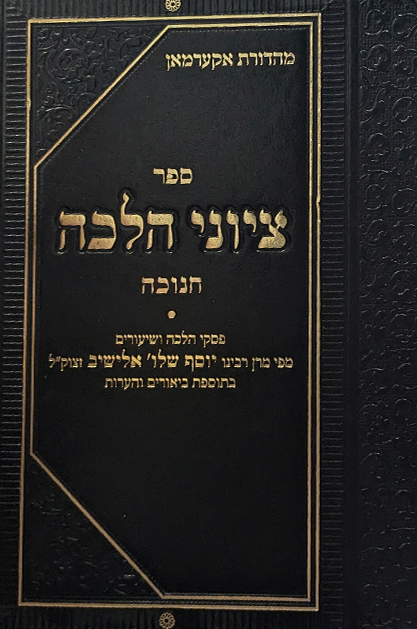 מהדורת אקערמאן
ספר
ציוני הלכה
חנוכה
פסקי הלכה ושיעורים
מפי מרן רבינו יוסף שלו׳ אלישיב זצוק״ל
בתוספת ביאורים והערות